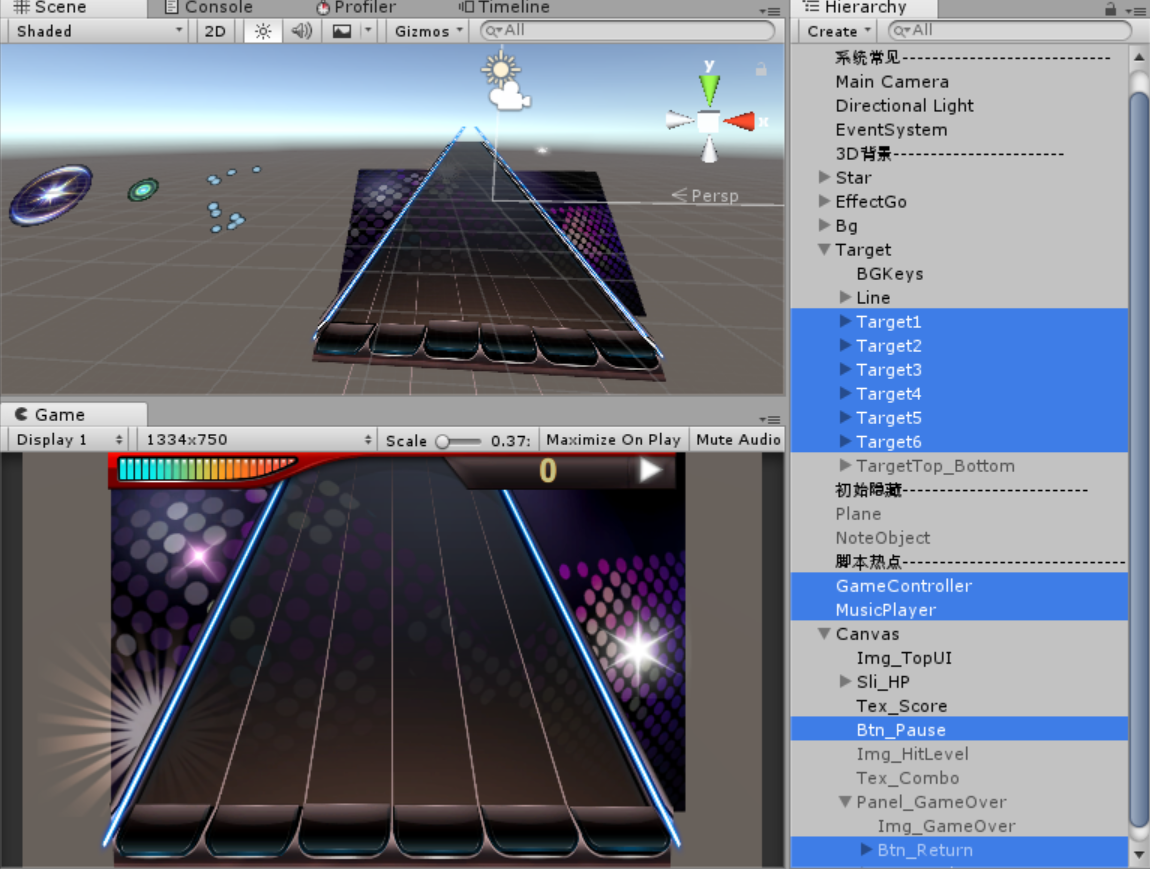 Scene Console Profiler Timeline
Shaded 2D Gizmos All
y
x
Persp
Game
Display 1 1334x750 Scale 0.37: Maximize On Play Mute Audio
0
Hierarchy
Create All
系统常见---------------------------
Main Camera
Directional Light
EventSystem
3D背景----------------------
Star
EffectGo
Bg
Target
BGKeys
Line
Target1
Target2
Target3
Target4
Target5
Target6
TargetTop_Bottom
初始隐藏------------------------
Plane
NoteObject
脚本热点-----------------------------
GameController
MusicPlayer
Canvas
Img_TopUI
Sli_HP
Tex_Score
Btn_Pause
Img_HitLevel
Tex_Combo
Panel_GameOver
Img_GameOver
Btn_Return